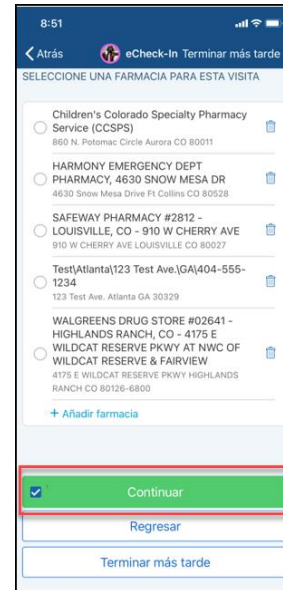 8:51
Atrás
eCheck-In Terminar más tarde
SELECCIONE UNA FARMACIA PARA ESTA VISITA
Children's Colorado Specialty Pharmacy
Service (CCSPS)
860 N. Potomac Circle Aurora CO 80011
HARMONY EMERGENCY DEPT
PHARMACY, 4630 SNOW MESA DR
4630 Snow Mesa Drive Ft Collins CO 80528
SAFEWAY PHARMACY #2812 -
LOUISVILLE, CO - 910 W CHERRY AVE
910 W CHERRY AVE LOUISVILLE CO 80027
Test\Atlanta\123 Test Ave.\GA\404-555-
1234
123 Test Ave. Atlanta GA 30329
WALGREENS DRUG STORE #02641 -
HIGHLANDS RANCH, CO - 4175 E
WILDCAT RESERVE PKWY AT NWC OF
WILDCAT RESERVE & FAIRVIEW
4175 E WILDCAT RESERVE PKWY HIGHLANDS
RANCH CO 80126-6800
+ Añadir farmacia
Continuar
Regresar
Terminar más tarde